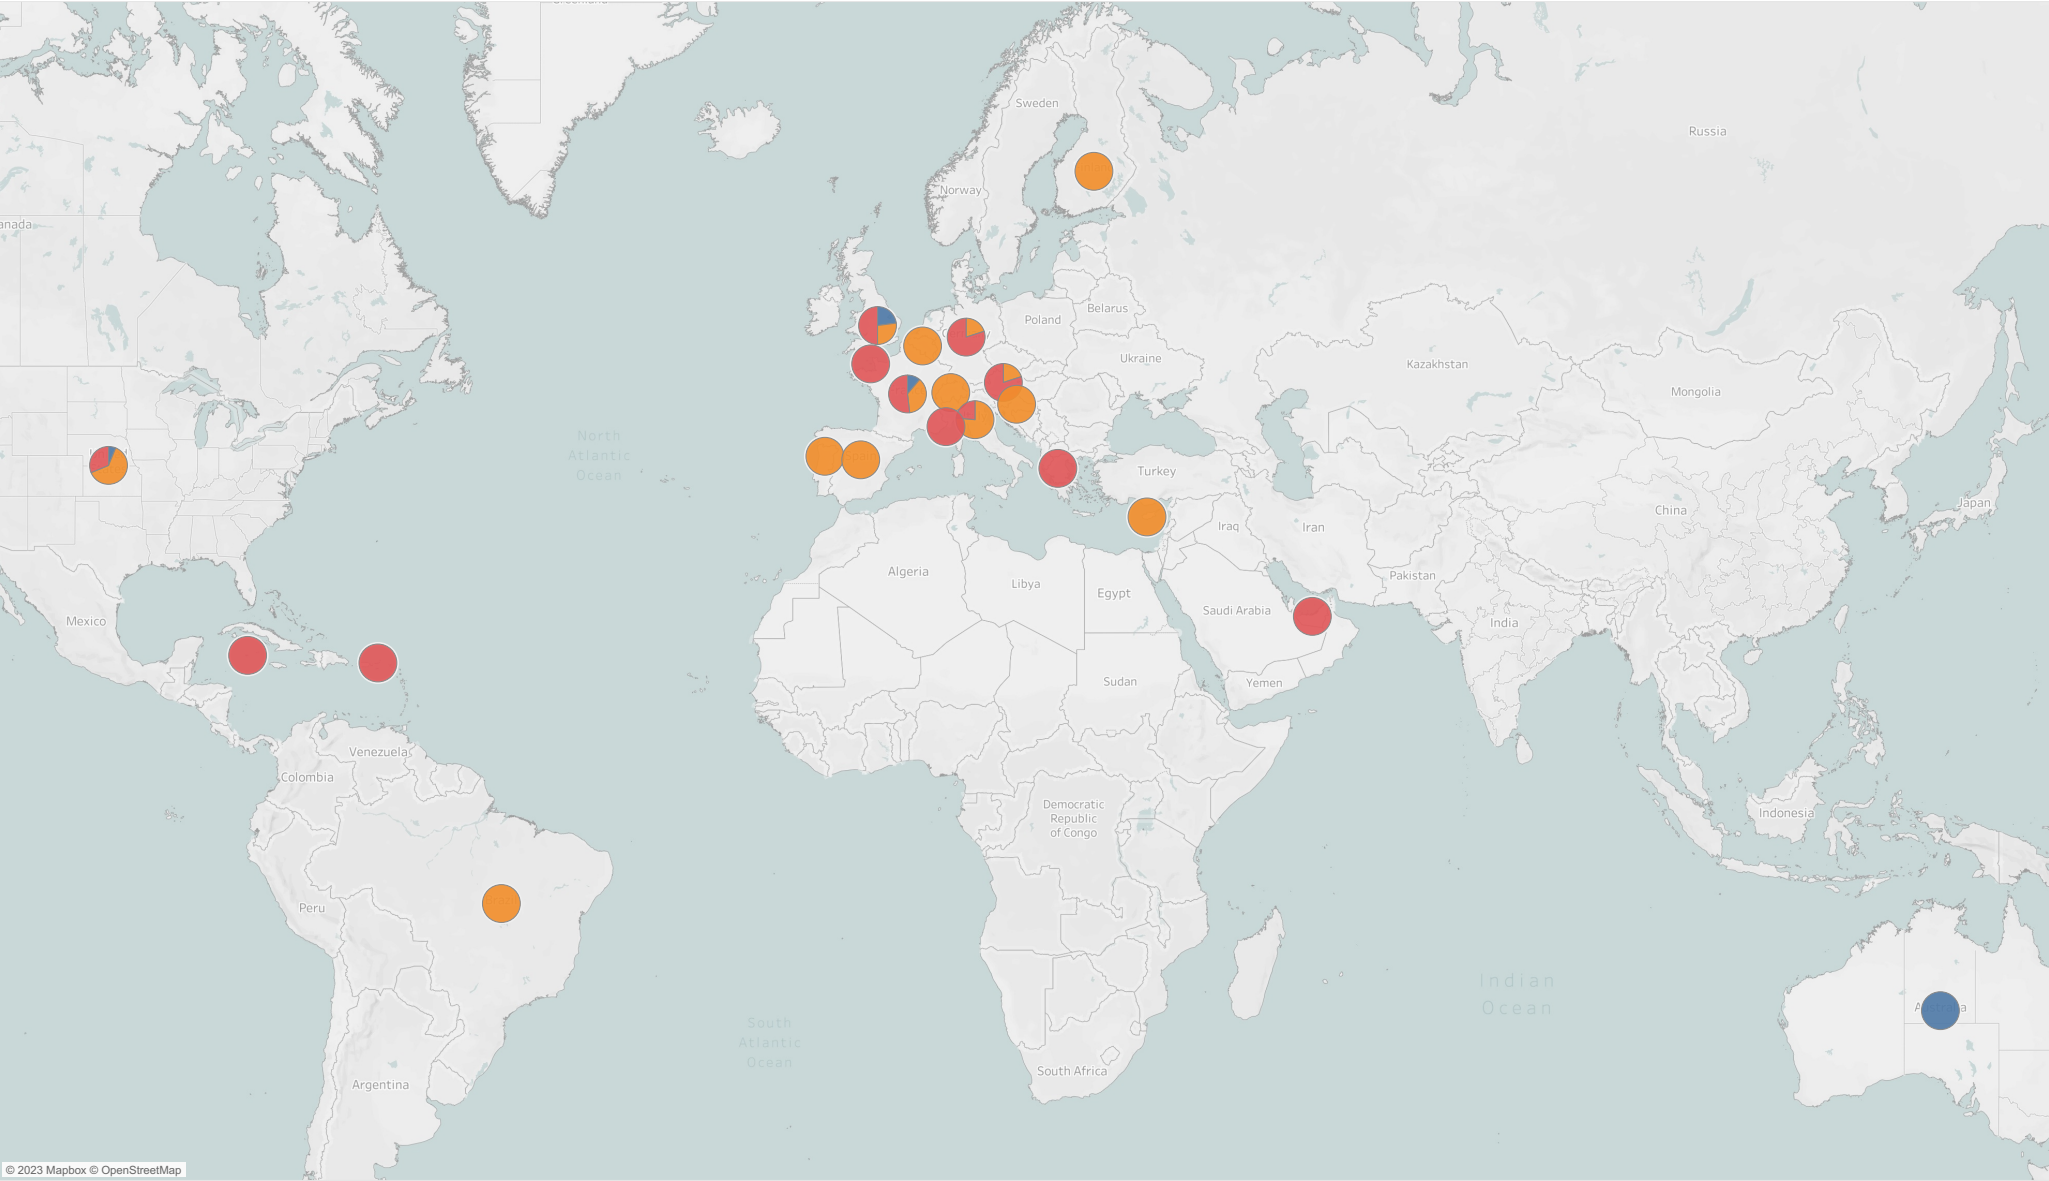 Sweden
Russia
Norway
anada
Belarus
Poland
Ukraine
Kazakhstan
Mongolia
North
Atlantic
Ocean
Turkey
Japan
China
Iraq
Iran
Algeria
Libya
Pakistan
Egypt
Saudi Arabia
Mexico
India
Sudan
Yemen
Venezuela
Colombia
Democratic
Republic
of Congo
Indonesia
Peru
Indian
Ocean
South
Atlantic
Ocean
South Africa
Argentina
© 2023 Mapbox © OpenStreetMap